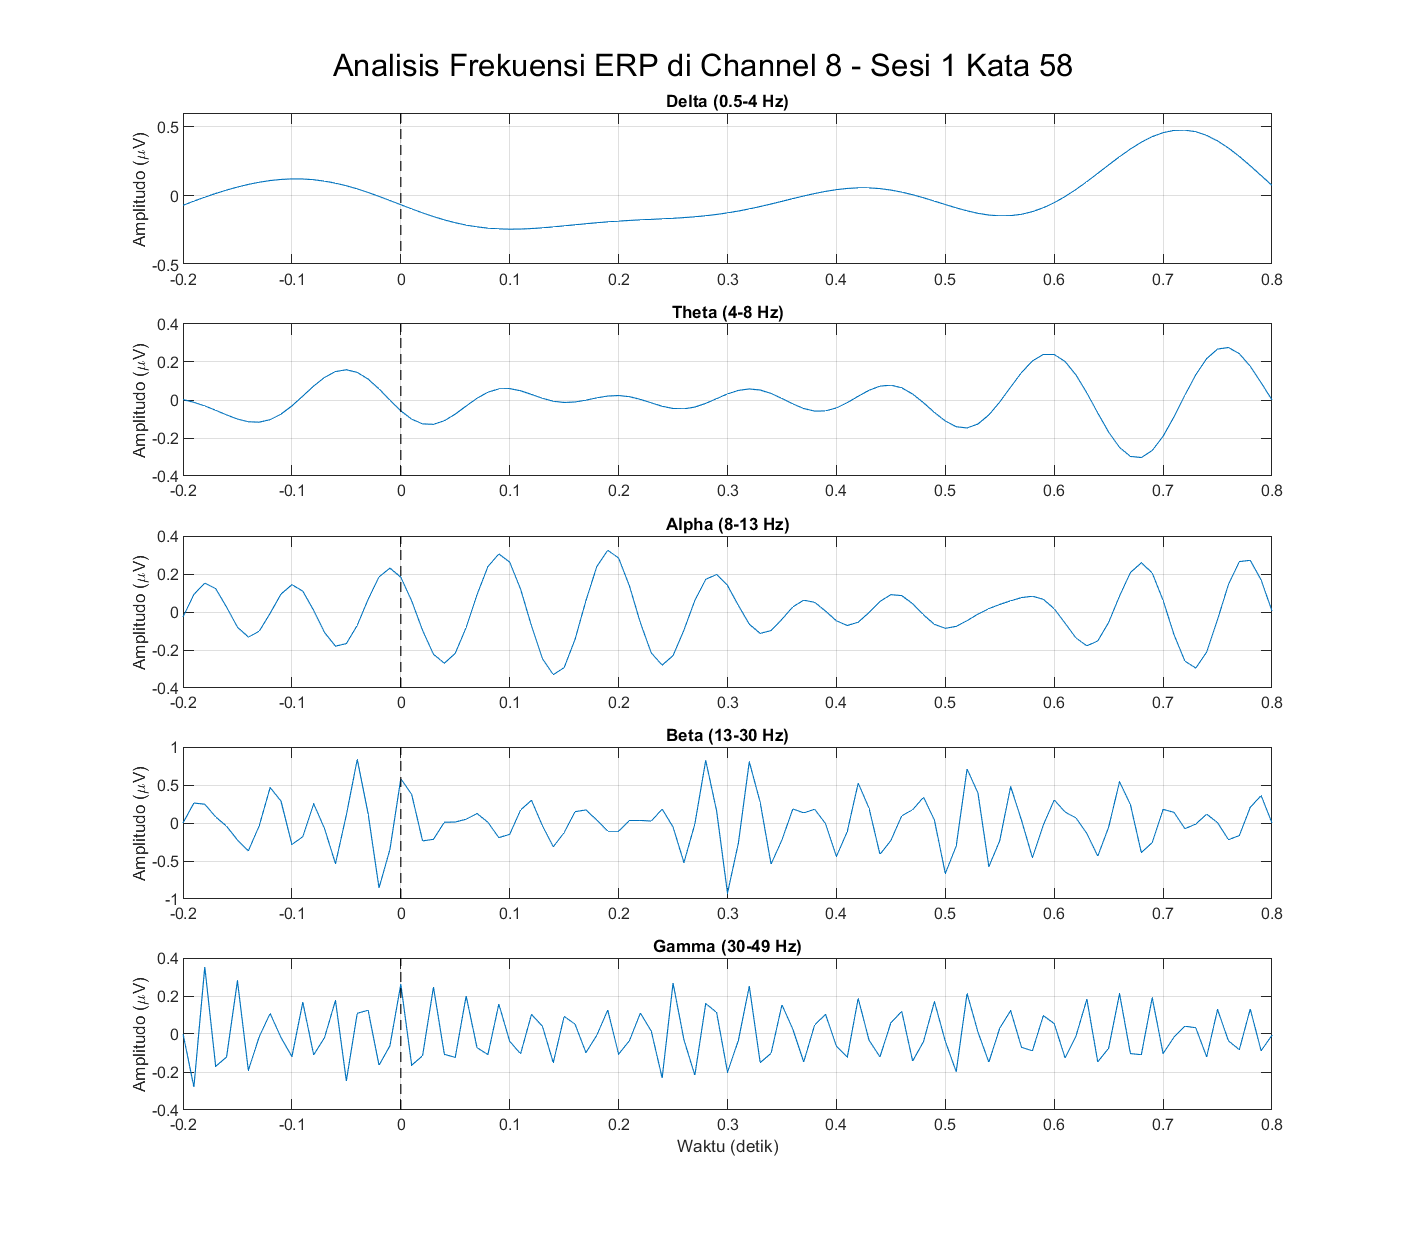 Analisis Frekuensi ERP di Channel 8 - Sesi 1 Kata 58
Delta (0.5-4 Hz)
Amplitudo (μV)
0.5
0
-0.5
-0.2 -0.1 0 0.1 0.2 0.3 0.4 0.5 0.6 0.7 0.8
Theta (4-8 Hz)
Amplitudo (μV)
0.4
0.2
0
-0.2
-0.4
-0.2 -0.1 0 0.1 0.2 0.3 0.4 0.5 0.6 0.7 0.8
Alpha (8-13 Hz)
Amplitudo (μV)
0.4
0.2
0
-0.2
-0.4
-0.2 -0.1 0 0.1 0.2 0.3 0.4 0.5 0.6 0.7 0.8
Beta (13-30 Hz)
Amplitudo (μV)
1
0.5
0
-0.5
-1
-0.2 -0.1 0 0.1 0.2 0.3 0.4 0.5 0.6 0.7 0.8
Gamma (30-49 Hz)
Amplitudo (μV)
0.4
0.2
0
-0.2
-0.4
-0.2 -0.1 0 0.1 0.2 0.3 0.4 0.5 0.6 0.7 0.8
Waktu (detik)